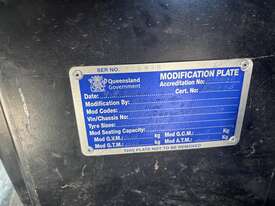 SER NO.
Queensland Government
MODIFICATION PLATE
Accreditation No.:
Date:
Cert. No.:
Modification By:
Mod Codes:
Vin/Chassis No:
Tyre Sizes:
Mod Seating Capacity:
Mod G.C.M.: Kg
Mod G.V.M.: Kg
Mod A.T.M.: Kg
Mod G.T.M.: Kg
THIS PLATE NOT TO BE REMOVED